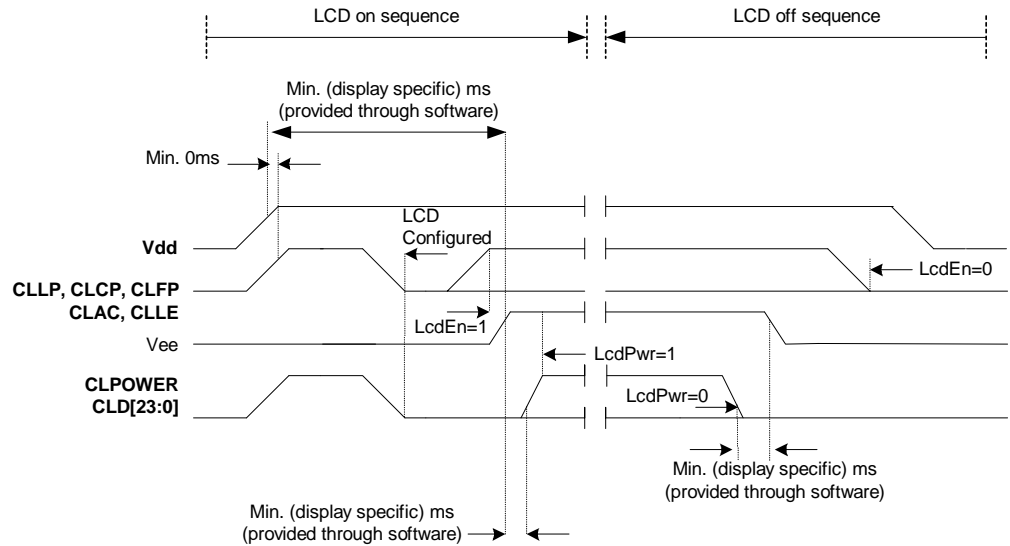 LCD on sequence
LCD off sequence
Min. (display specific) ms
(provided through software)
Min. 0ms
LCD
Configured
Vdd
LcdEn=0
CLLP, CLCP, CLFP
CLAC, CLLE
LcdEn=1
Vee
LcdPwr=1
CLPOWER
CLD[23:0]
LcdPwr=0
Min. (display specific) ms
(provided through software)
Min. (display specific) ms
(provided through software)